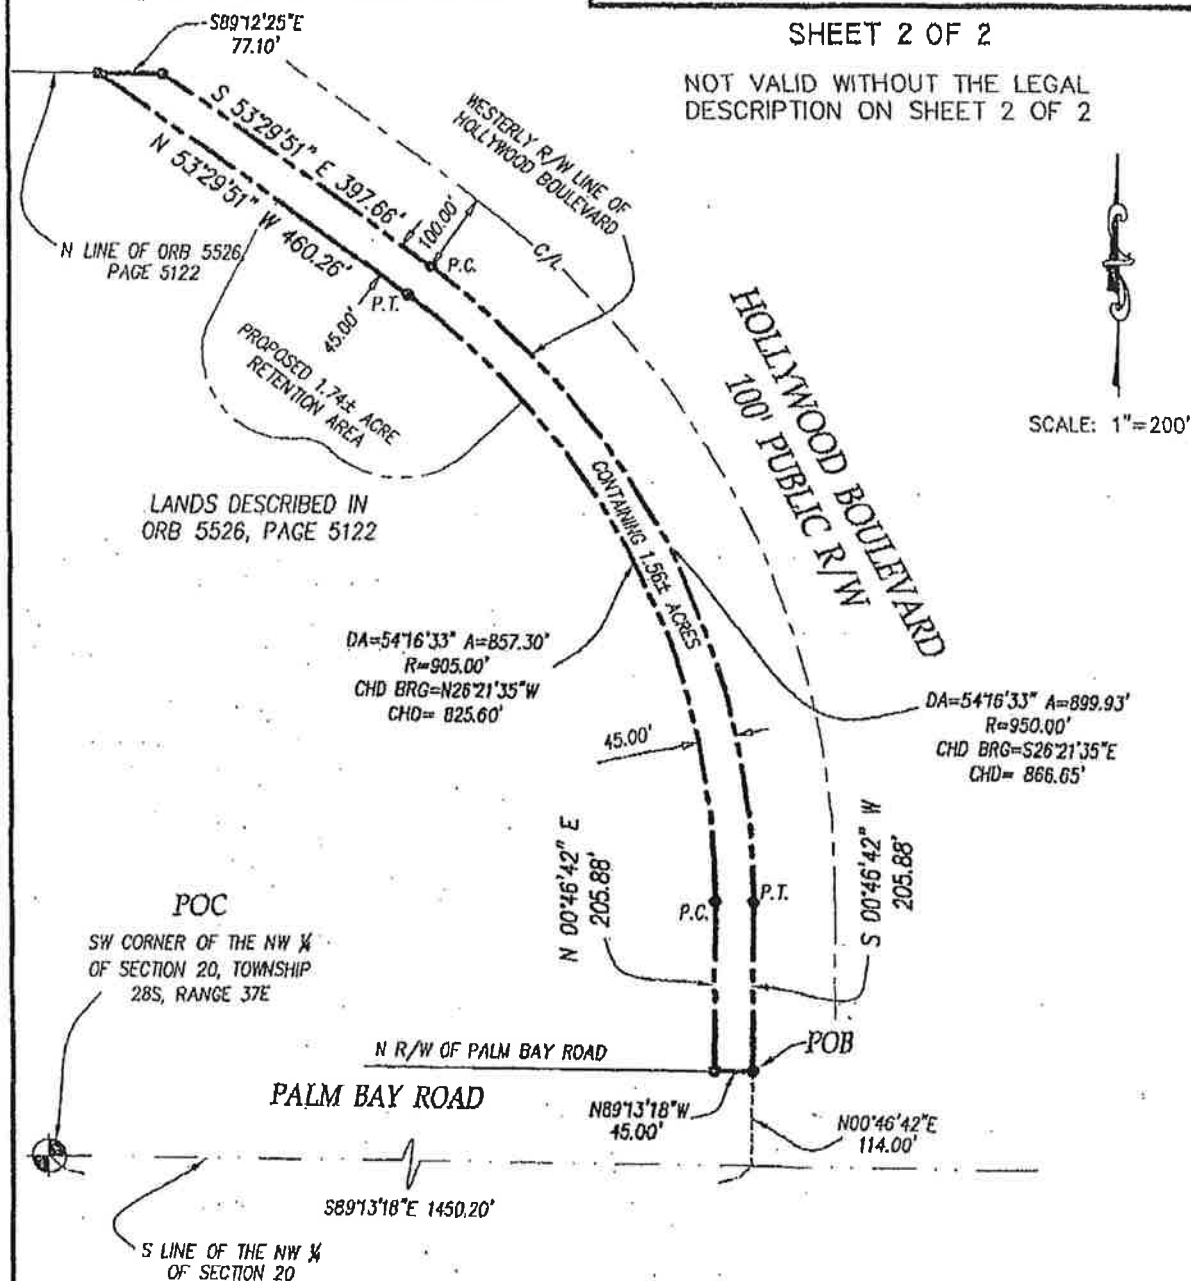 S89°12'25"E
77.10'
SHEET 2 OF 2
NOT VALID WITHOUT THE LEGAL
DESCRIPTION ON SHEET 2 OF 2
S 53°29'51" E 397.66'
N 53°29'51" W 460.26'
WESTERLY R/W LINE OF
HOLLYWOOD BOULEVARD
100.00'
P.C.
C/L
N LINE OF ORB 5526,
PAGE 5122
P.T.
45.00'
PROPOSED 1.74± ACRE
RETENTION AREA
HOLLYWOOD BOULEVARD
100' PUBLIC R/W
SCALE: 1"=200'
LANDS DESCRIBED IN
ORB 5526, PAGE 5122
CONTAINING 1.56± ACRES
DA=54°16'33" A=857.30'
R=905.00'
CHD BRG=N26°21'35"W
CHD= 825.60'
DA=54°16'33" A=899.93'
R=950.00'
CHD BRG=S26°21'35"E
CHD= 866.65'
45.00'
N 00°46'42" E
205.88'
S 00°46'42" W
205.88'
P.C.
P.T.
POC
SW CORNER OF THE NW ¼
OF SECTION 20, TOWNSHIP
28S, RANGE 37E
N R/W OF PALM BAY ROAD
POB
PALM BAY ROAD
N89°13'18"W
45.00'
N00°46'42"E
114.00'
S89°13'18"E 1450.20'
S LINE OF THE NW ¼
OF SECTION 20